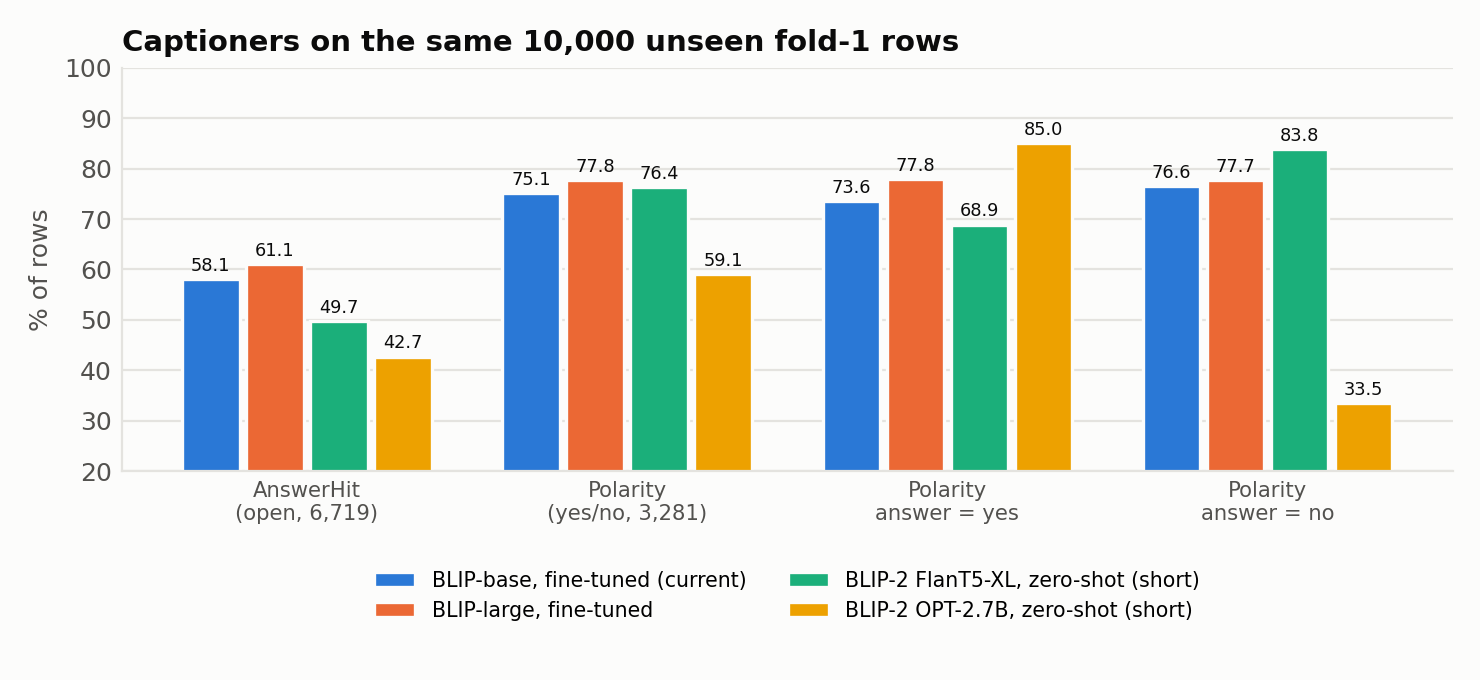 Captioners on the same 10,000 unseen fold-1 rows
% of rows
100
90
80
70
60
50
40
30
20
58.1
61.1
49.7
42.7
75.1
77.8
76.4
59.1
73.6
77.8
68.9
85.0
76.6
77.7
83.8
33.5
AnswerHit
(open, 6,719)
Polarity
(yes/no, 3,281)
Polarity
answer = yes
Polarity
answer = no
BLIP-base, fine-tuned (current)
BLIP-large, fine-tuned
BLIP-2 FlanT5-XL, zero-shot (short)
BLIP-2 OPT-2.7B, zero-shot (short)